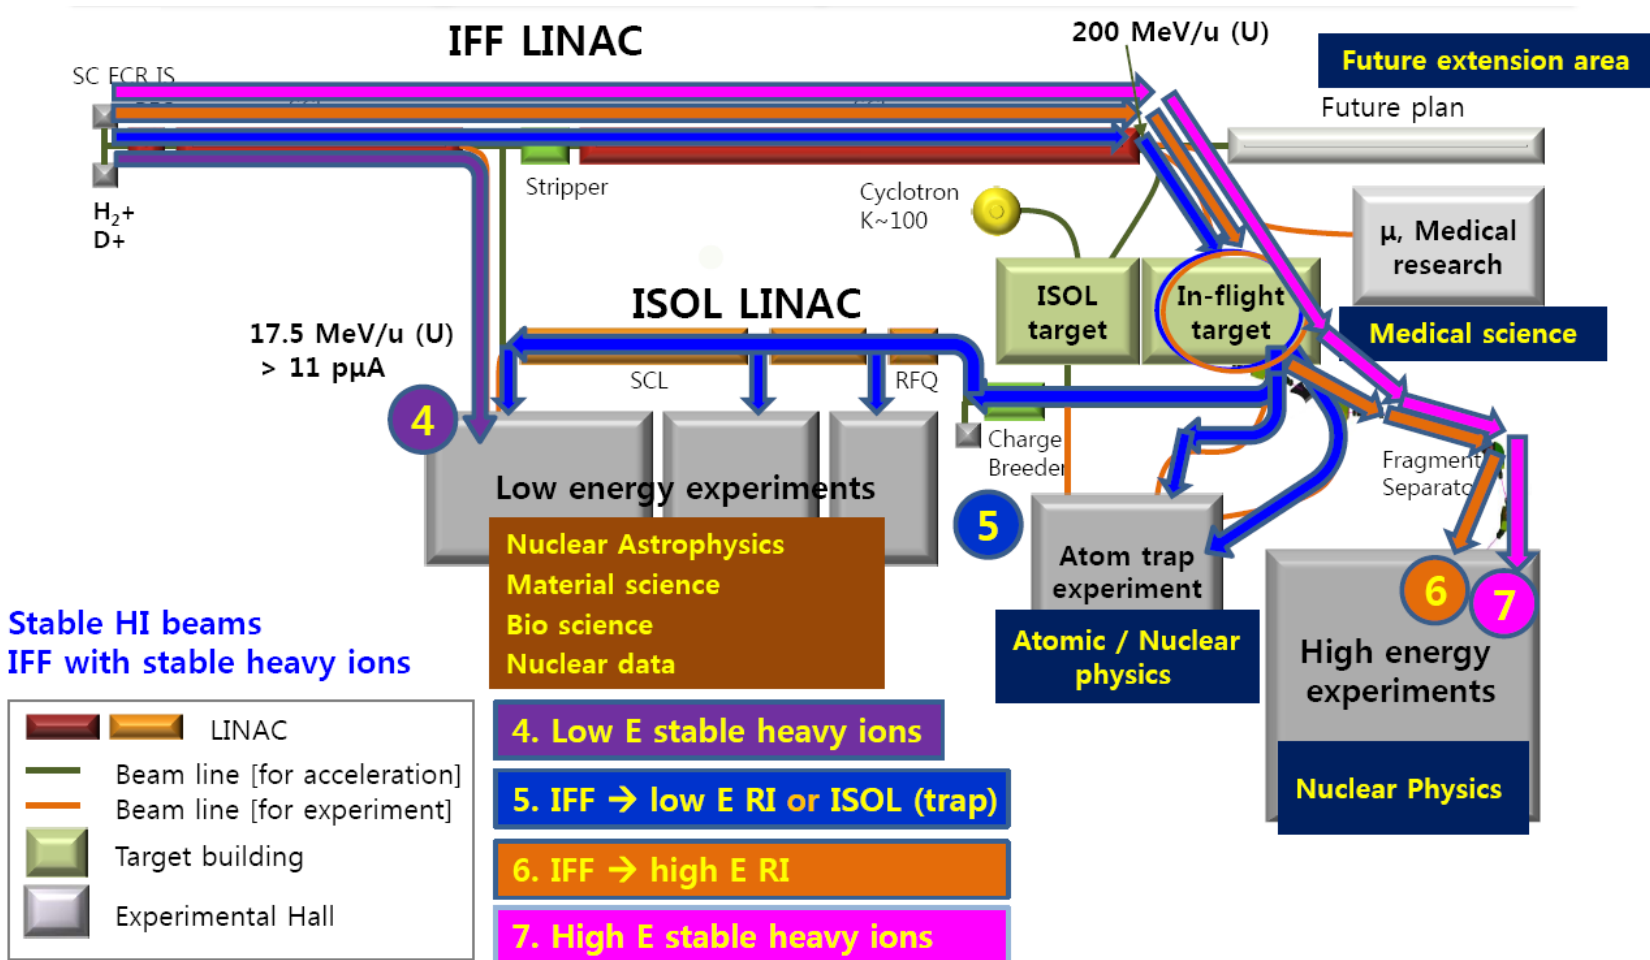 IFF LINAC
200 MeV/u (U)
Future extension area
SC ECR IS
Future plan
Stripper
Cyclotron
K~100
H₂+
D+
μ, Medical
research
ISOL LINAC
ISOL
target
In-flight
target
17.5 MeV/u (U)
> 11 pμA
Medical science
SCL
RFQ
4
Charge
Breeder
Fragment
Separator
Low energy experiments
5
Nuclear Astrophysics
Material science
Bio science
Nuclear data
Atom trap
experiment
6
7
Stable HI beams
IFF with stable heavy ions
Atomic / Nuclear
physics
High energy
experiments
LINAC
Beam line [for acceleration]
Beam line [for experiment]
Target building
Experimental Hall
4. Low E stable heavy ions
5. IFF → low E RI or ISOL (trap)
6. IFF → high E RI
7. High E stable heavy ions
Nuclear Physics